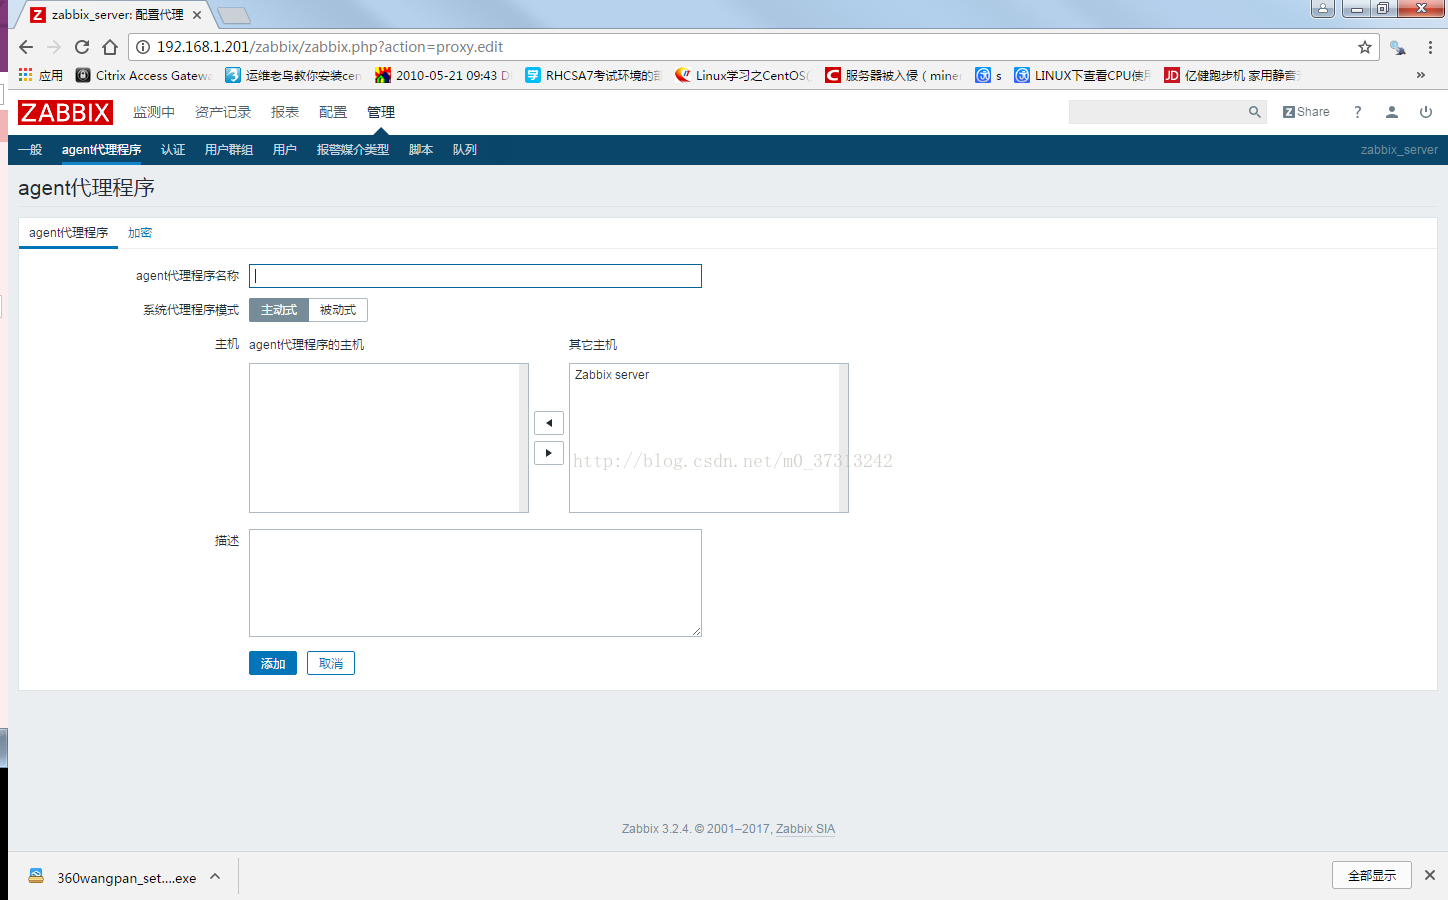 zabbix_server: 配置代理
192.168.1.201/zabbix/zabbix.php?action=proxy.edit
应用 Citrix Access Gatewa 运维老鸟教你安装cen 2010-05-21 09:43 D RHCSA7考试环境的 Linux学习之CentOS( 服务器被入侵（mine s LINUX下查看CPU使用 亿健跑步机 家用静音 »
ZABBIX 监测中 资产记录 报表 配置 管理 Z Share ?
一般 agent代理程序 认证 用户群组 用户 报警媒介类型 脚本 队列 zabbix_server
agent代理程序
agent代理程序 加密
agent代理程序名称
系统代理程序模式 主动式 被动式
主机 agent代理程序的主机 其它主机
Zabbix server
http://blog.csdn.net/m0_37313242
描述
添加 取消
Zabbix 3.2.4. © 2001–2017, Zabbix SIA
360wangpan_set....exe 全部显示